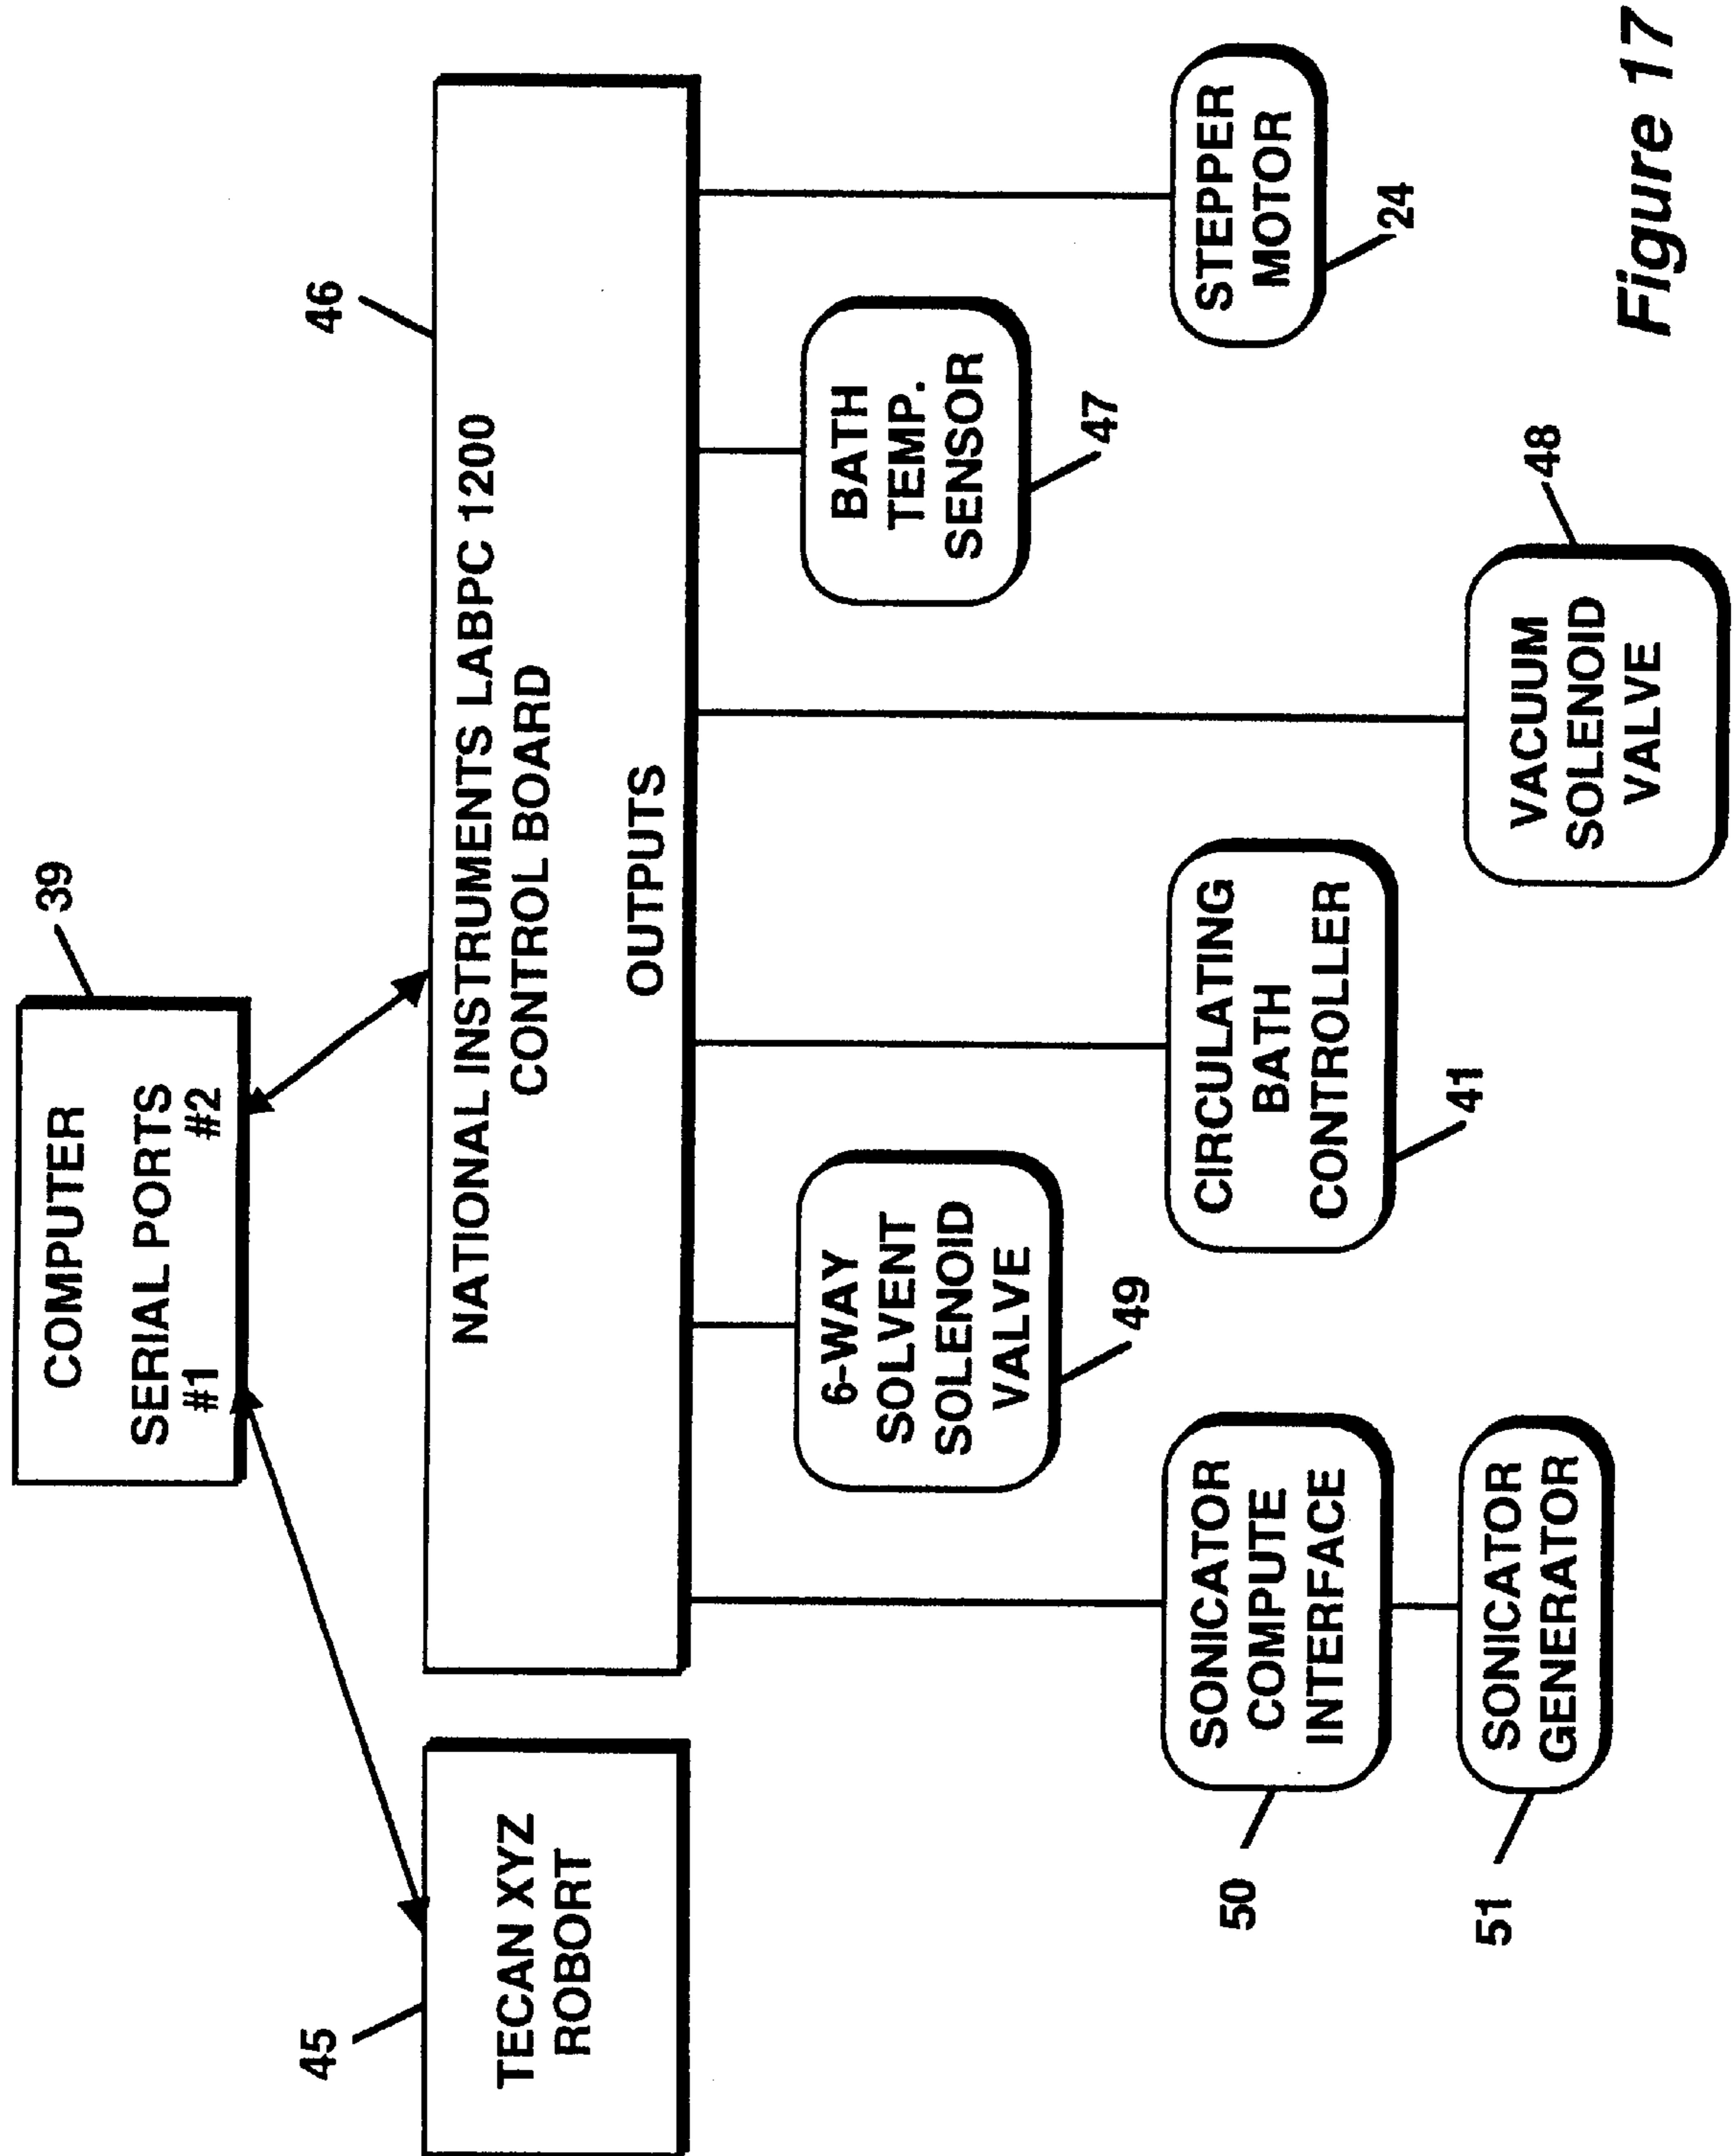 COMPUTER
SERIAL PORTS
#1 #2
39
TECAN XYZ
ROBORT
45
NATIONAL INSTRUMENTS LABPC 1200
CONTROL BOARD
OUTPUTS
46
6-WAY
SOLVENT
SOLENOID
VALVE
49
BATH
TEMP.
SENSOR
47
SONICATOR
COMPUTE
INTERFACE
50
CIRCULATING
BATH
CONTROLLER
41
STEPPER
MOTOR
24
SONICATOR
GENERATOR
51
VACUUM
SOLENOID
VALVE
48
Figure 17